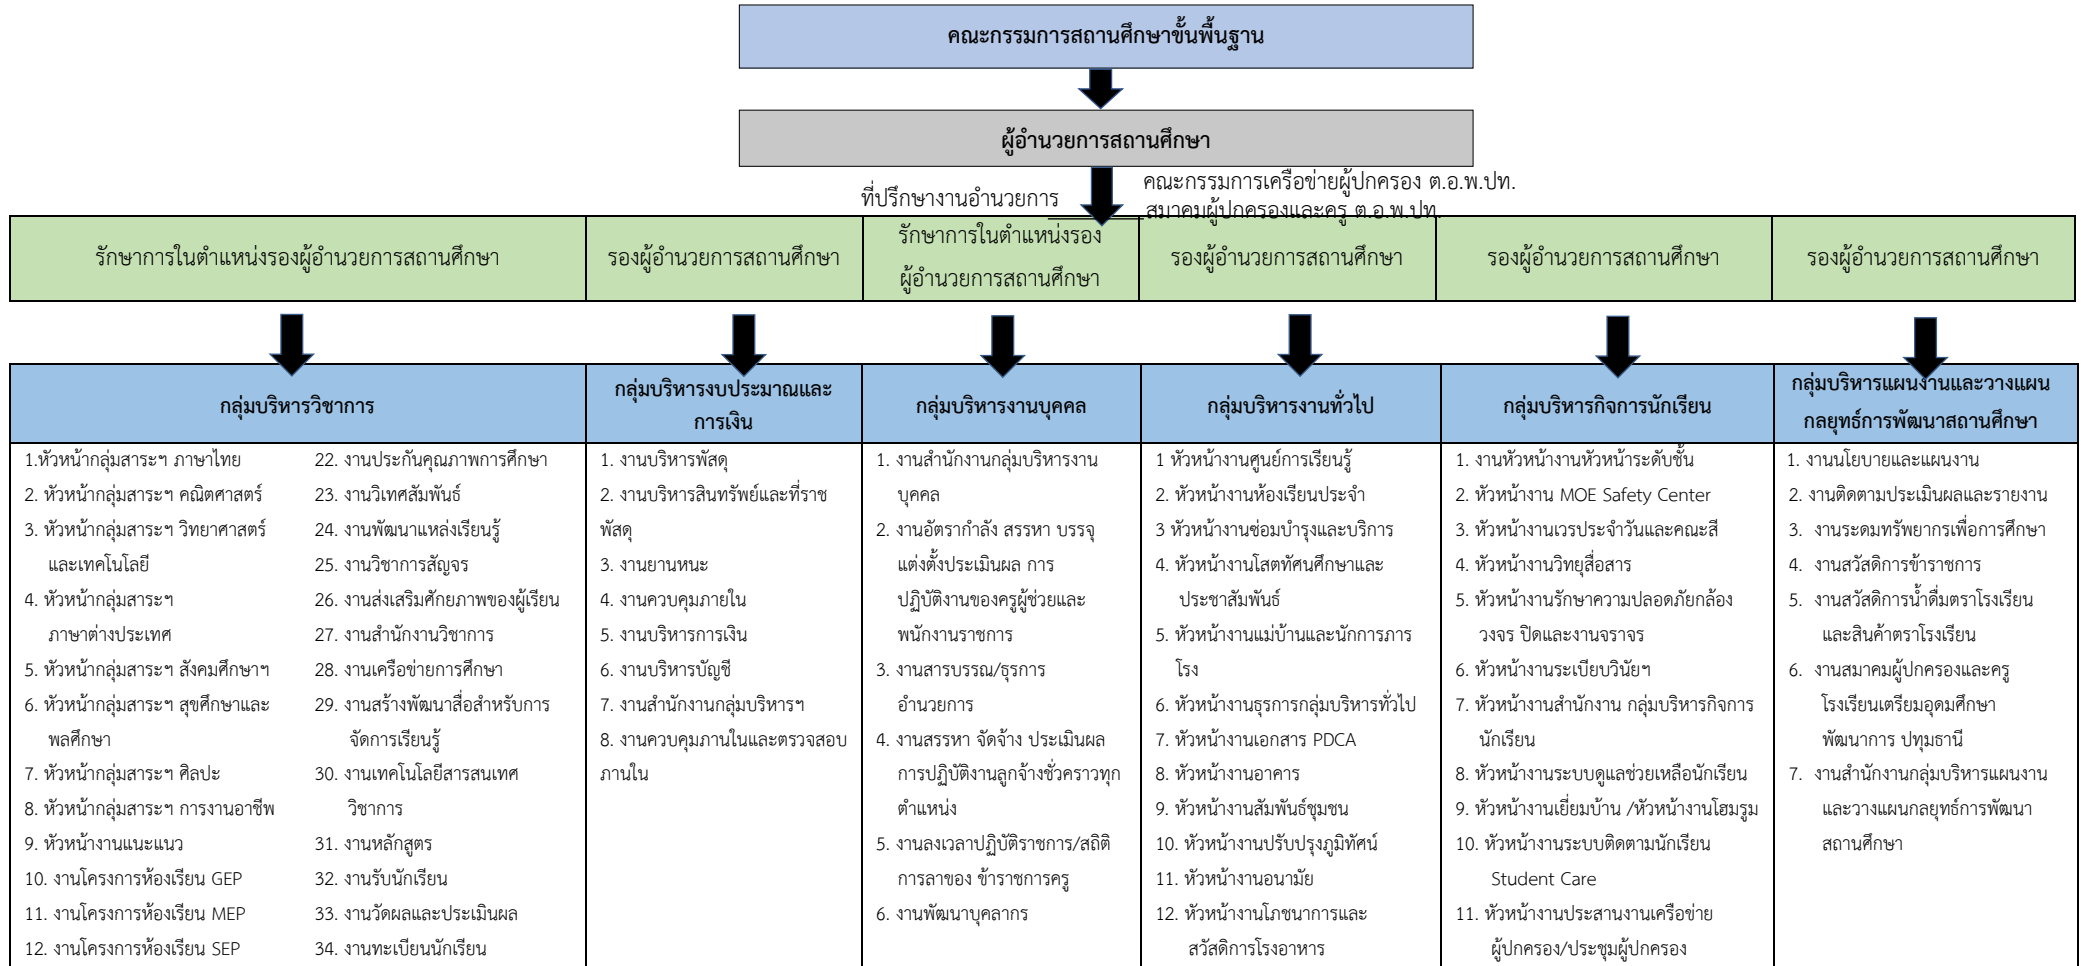 คณะกรรมการสถานศึกษาขั้นพื้นฐาน
ผู้อำนวยการสถานศึกษา
ที่ปรึกษางานอำนวยการ
คณะกรรมการเครือข่ายผู้ปกครอง ต.อ.พ.ปท.
สมาคมผู้ปกครองและครู ต.อ.พ.ปท.
รักษาการในตำแหน่งรองผู้อำนวยการสถานศึกษา
รองผู้อำนวยการสถานศึกษา
รักษาการในตำแหน่งรอง
ผู้อำนวยการสถานศึกษา
รองผู้อำนวยการสถานศึกษา
รองผู้อำนวยการสถานศึกษา
รองผู้อำนวยการสถานศึกษา
กลุ่มบริหารวิชาการ
1.หัวหน้ากลุ่มสาระฯ ภาษาไทย
2. หัวหน้ากลุ่มสาระฯ คณิตศาสตร์
3. หัวหน้ากลุ่มสาระฯ วิทยาศาสตร์
และเทคโนโลยี
4. หัวหน้ากลุ่มสาระฯ
ภาษาต่างประเทศ
5. หัวหน้ากลุ่มสาระฯ สังคมศึกษาฯ
6. หัวหน้ากลุ่มสาระฯ สุขศึกษาและ
พลศึกษา
7. หัวหน้ากลุ่มสาระฯ ศิลปะ
8. หัวหน้ากลุ่มสาระฯ การงานอาชีพ
9. หัวหน้างานแนะแนว
10. งานโครงการห้องเรียน GEP
11. งานโครงการห้องเรียน MEP
12. งานโครงการห้องเรียน SEP
22. งานประกันคุณภาพการศึกษา
23. งานวิเทศสัมพันธ์
24. งานพัฒนาแหล่งเรียนรู้
25. งานวิชาการสัญจร
26. งานส่งเสริมศักยภาพของผู้เรียน
27. งานสำนักงานวิชาการ
28. งานเครือข่ายการศึกษา
29. งานสร้างพัฒนาสื่อสำหรับการ
จัดการเรียนรู้
30. งานเทคโนโลยีสารสนเทศ
วิชาการ
31. งานหลักสูตร
32. งานรับนักเรียน
33. งานวัดผลและประเมินผล
34. งานทะเบียนนักเรียน
กลุ่มบริหารงบประมาณและ
การเงิน
1. งานบริหารพัสดุ
2. งานบริหารสินทรัพย์และที่ราช
พัสดุ
3. งานยานหนะ
4. งานควบคุมภายใน
5. งานบริหารการเงิน
6. งานบริหารบัญชี
7. งานสำนักงานกลุ่มบริหารฯ
8. งานควบคุมภานในและตรวจสอบ
ภานใน
กลุ่มบริหารงานบุคคล
1. งานสำนักงานกลุ่มบริหารงาน
บุคคล
2. งานอัตรากำลัง สรรหา บรรจุ
แต่งตั้งประเมินผล การ
ปฏิบัติงานของครูผู้ช่วยและ
พนักงานราชการ
3. งานสารบรรณ/ธุรการ
อำนวยการ
4. งานสรรหา จัดจ้าง ประเมินผล
การปฏิบัติงานลูกจ้างชั่วคราวทุก
ตำแหน่ง
5. งานลงเวลาปฏิบัติราชการ/สถิติ
การลาของ ข้าราชการครู
6. งานพัฒนาบุคลากร
กลุ่มบริหารงานทั่วไป
1 หัวหน้างานศูนย์การเรียนรู้
2. หัวหน้างานห้องเรียนประจำ
3 หัวหน้างานซ่อมบำรุงและบริการ
4. หัวหน้างานโสตทัศนศึกษาและ
ประชาสัมพันธ์
5. หัวหน้างานแม่บ้านและนักการภาร
โรง
6. หัวหน้างานธุรการกลุ่มบริหารทั่วไป
7. หัวหน้างานเอกสาร PDCA
8. หัวหน้างานอาคาร
9. หัวหน้างานสัมพันธ์ชุมชน
10. หัวหน้างานปรับปรุงภูมิทัศน์
11. หัวหน้างานอนามัย
12. หัวหน้างานโภชนาการและ
สวัสดิการโรงอาหาร
กลุ่มบริหารกิจการนักเรียน
1. งานหัวหน้างานหัวหน้าระดับชั้น
2. หัวหน้างาน MOE Safety Center
3. หัวหน้างานเวรประจำวันและคณะสี
4. หัวหน้างานวิทยุสื่อสาร
5. หัวหน้างานรักษาความปลอดภัยกล้อง
วงจร ปิดและงานจราจร
6. หัวหน้างานระเบียบวินัยฯ
7. หัวหน้างานสำนักงาน กลุ่มบริหารกิจการ
นักเรียน
8. หัวหน้างานระบบดูแลช่วยเหลือนักเรียน
9. หัวหน้างานเยี่ยมบ้าน /หัวหน้างานโฮมรูม
10. หัวหน้างานระบบติดตามนักเรียน
Student Care
11. หัวหน้างานประสานงานเครือข่าย
ผู้ปกครอง/ประชุมผู้ปกครอง
กลุ่มบริหารแผนงานและวางแผน
กลยุทธ์การพัฒนาสถานศึกษา
1. งานนโยบายและแผนงาน
2. งานติดตามประเมินผลและรายงาน
3. งานระดมทรัพยากรเพื่อการศึกษา
4. งานสวัสดิการข้าราชการ
5. งานสวัสดิการน้ำดื่มตราโรงเรียน
และสินค้าตราโรงเรียน
6. งานสมาคมผู้ปกครองและครู
โรงเรียนเตรียมอุดมศึกษา
พัฒนาการ ปทุมธานี
7. งานสำนักงานกลุ่มบริหารแผนงาน
และวางแผนกลยุทธ์การพัฒนา
สถานศึกษา